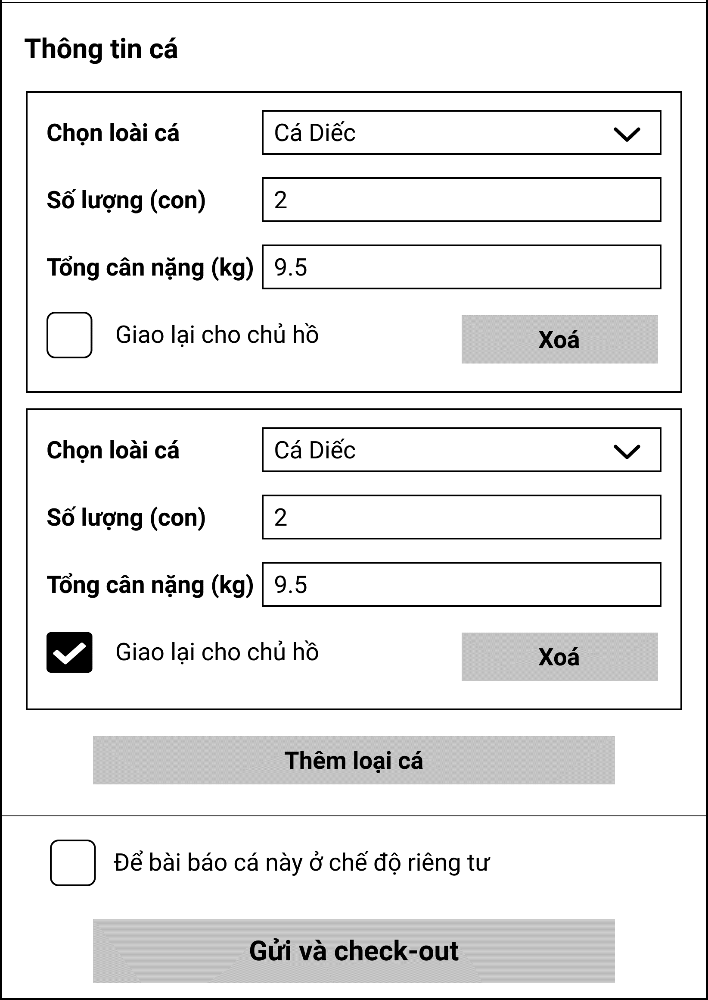 Thông tin cá
Chọn loài cá
Cá Diếc
Số lượng (con)
2
Tổng cân nặng (kg)
9.5
Giao lại cho chủ hồ
Xoá
Chọn loài cá
Cá Diếc
Số lượng (con)
2
Tổng cân nặng (kg)
9.5
Giao lại cho chủ hồ
Xoá
Thêm loại cá
Để bài báo cá này ở chế độ riêng tư
Gửi và check-out